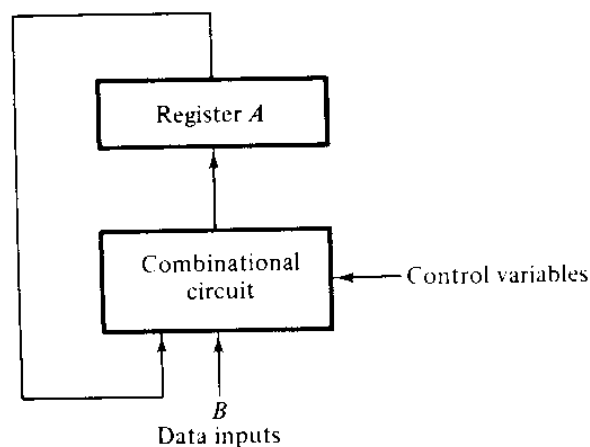 Register A
Combinational
circuit
Control variables
B
Data inputs